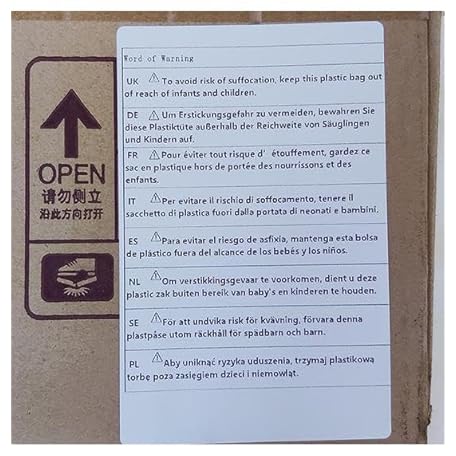 Word of Warning
UK ⚠To avoid risk of suffocation, keep this plastic bag out
of reach of infants and children.
DE ⚠Um Erstickungsgefahr zu vermeiden, bewahren Sie
diese Plastiktüte außerhalb der Reichweite von Säuglingen
und Kindern auf.
FR ⚠Pour éviter tout risque d'étouffement, gardez ce
sac en plastique hors de portée des nourrissons et des
enfants.
IT ⚠Per evitare il rischio di soffocamento, tenere il
sacchetto di plastica fuori dalla portata di neonati e bambini.
ES ⚠Para evitar el riesgo de asfixia, mantenga esta bolsa
de plástico fuera del alcance de los bebés y los niños.
NL ⚠Om verstikkingsgevaar te voorkomen, dient u deze
plastic zak buiten bereik van baby's en kinderen te houden.
SE ⚠För att undvika risk för kvävning, förvara denna
plastpåse utom räckhåll för spädbarn och barn.
PL ⚠Aby uniknąć ryzyka uduszenia, trzymaj plastikową
torbę poza zasięgiem dzieci i niemowląt.
OPEN
请勿侧立
沿此方向打开